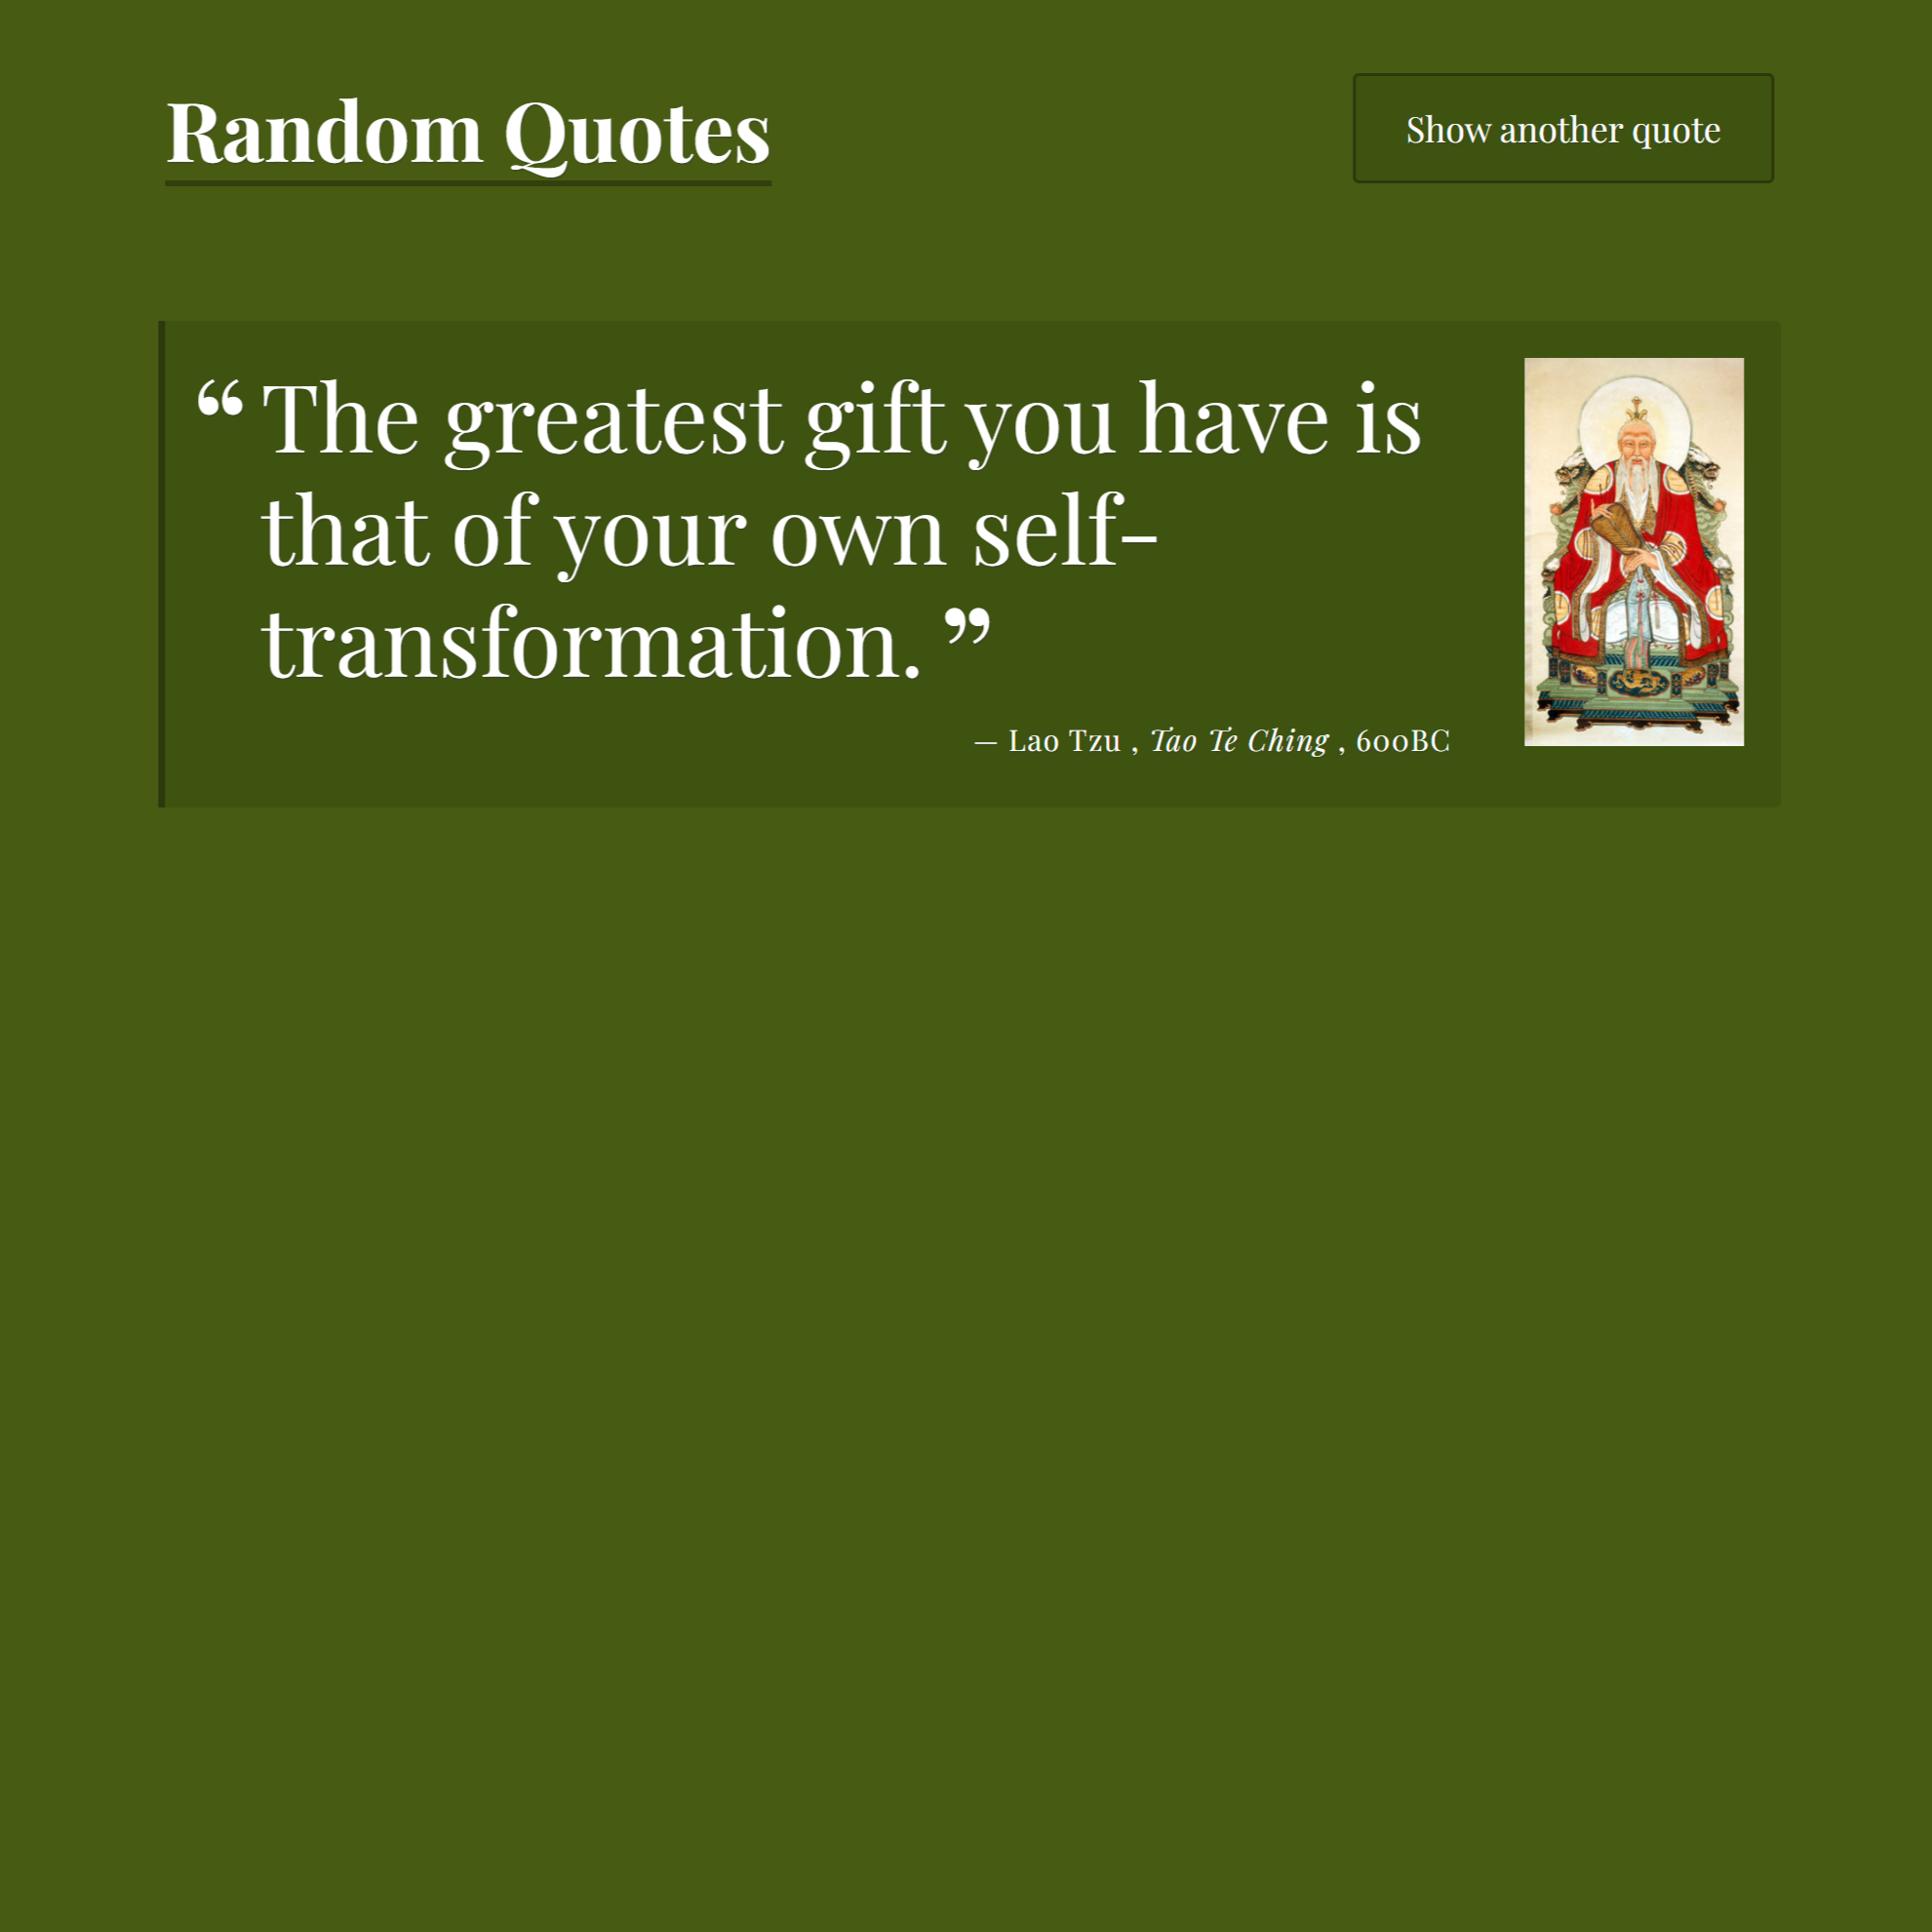 Random Quotes
Show another quote
“ The greatest gift you have is
that of your own self-
transformation. ”
— Lao Tzu , Tao Te Ching , 600BC